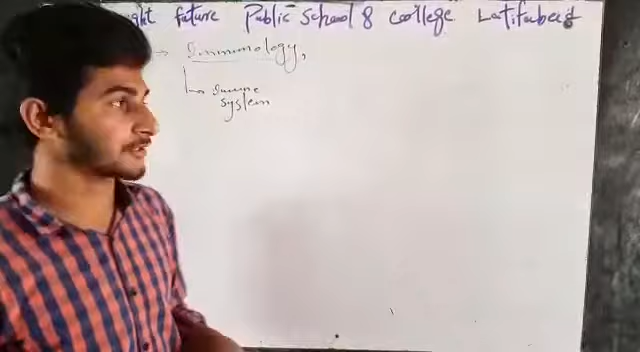 ght future Public School & college Latifabad
→ Immunology,
↳ Immune
system